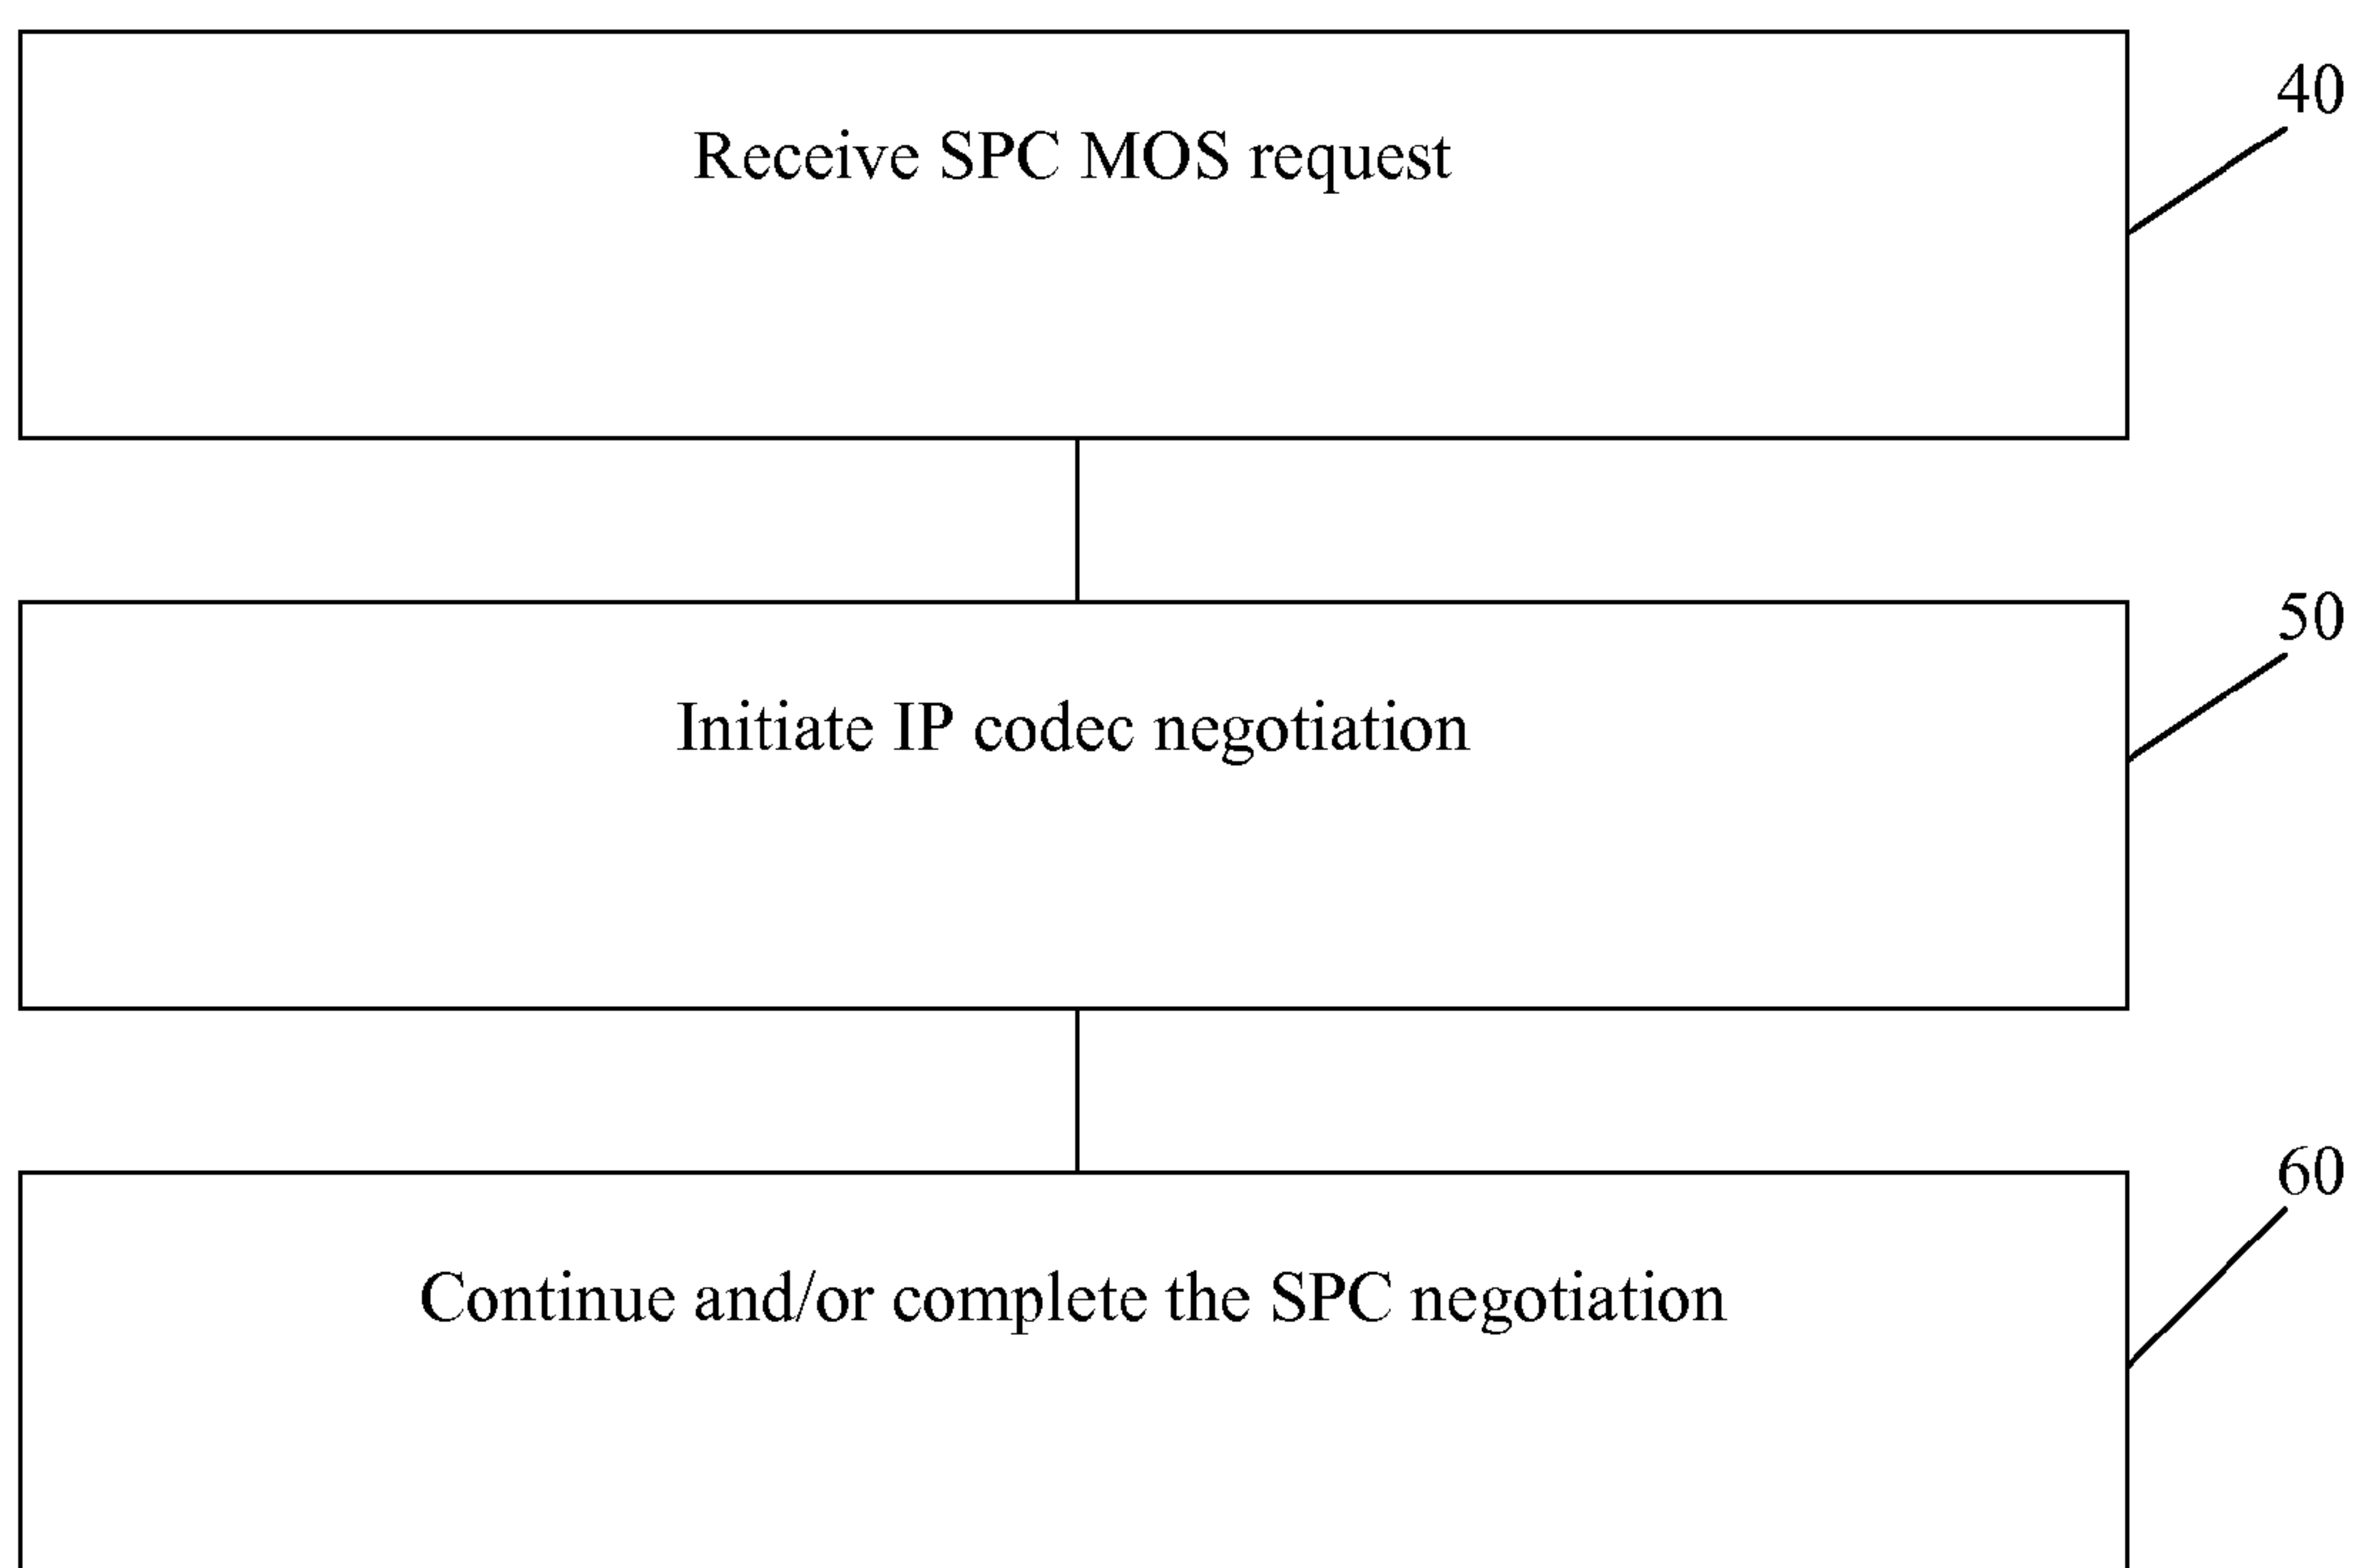 40
Receive SPC MOS request
50
Initiate IP codec negotiation
60
Continue and/or complete the SPC negotiation